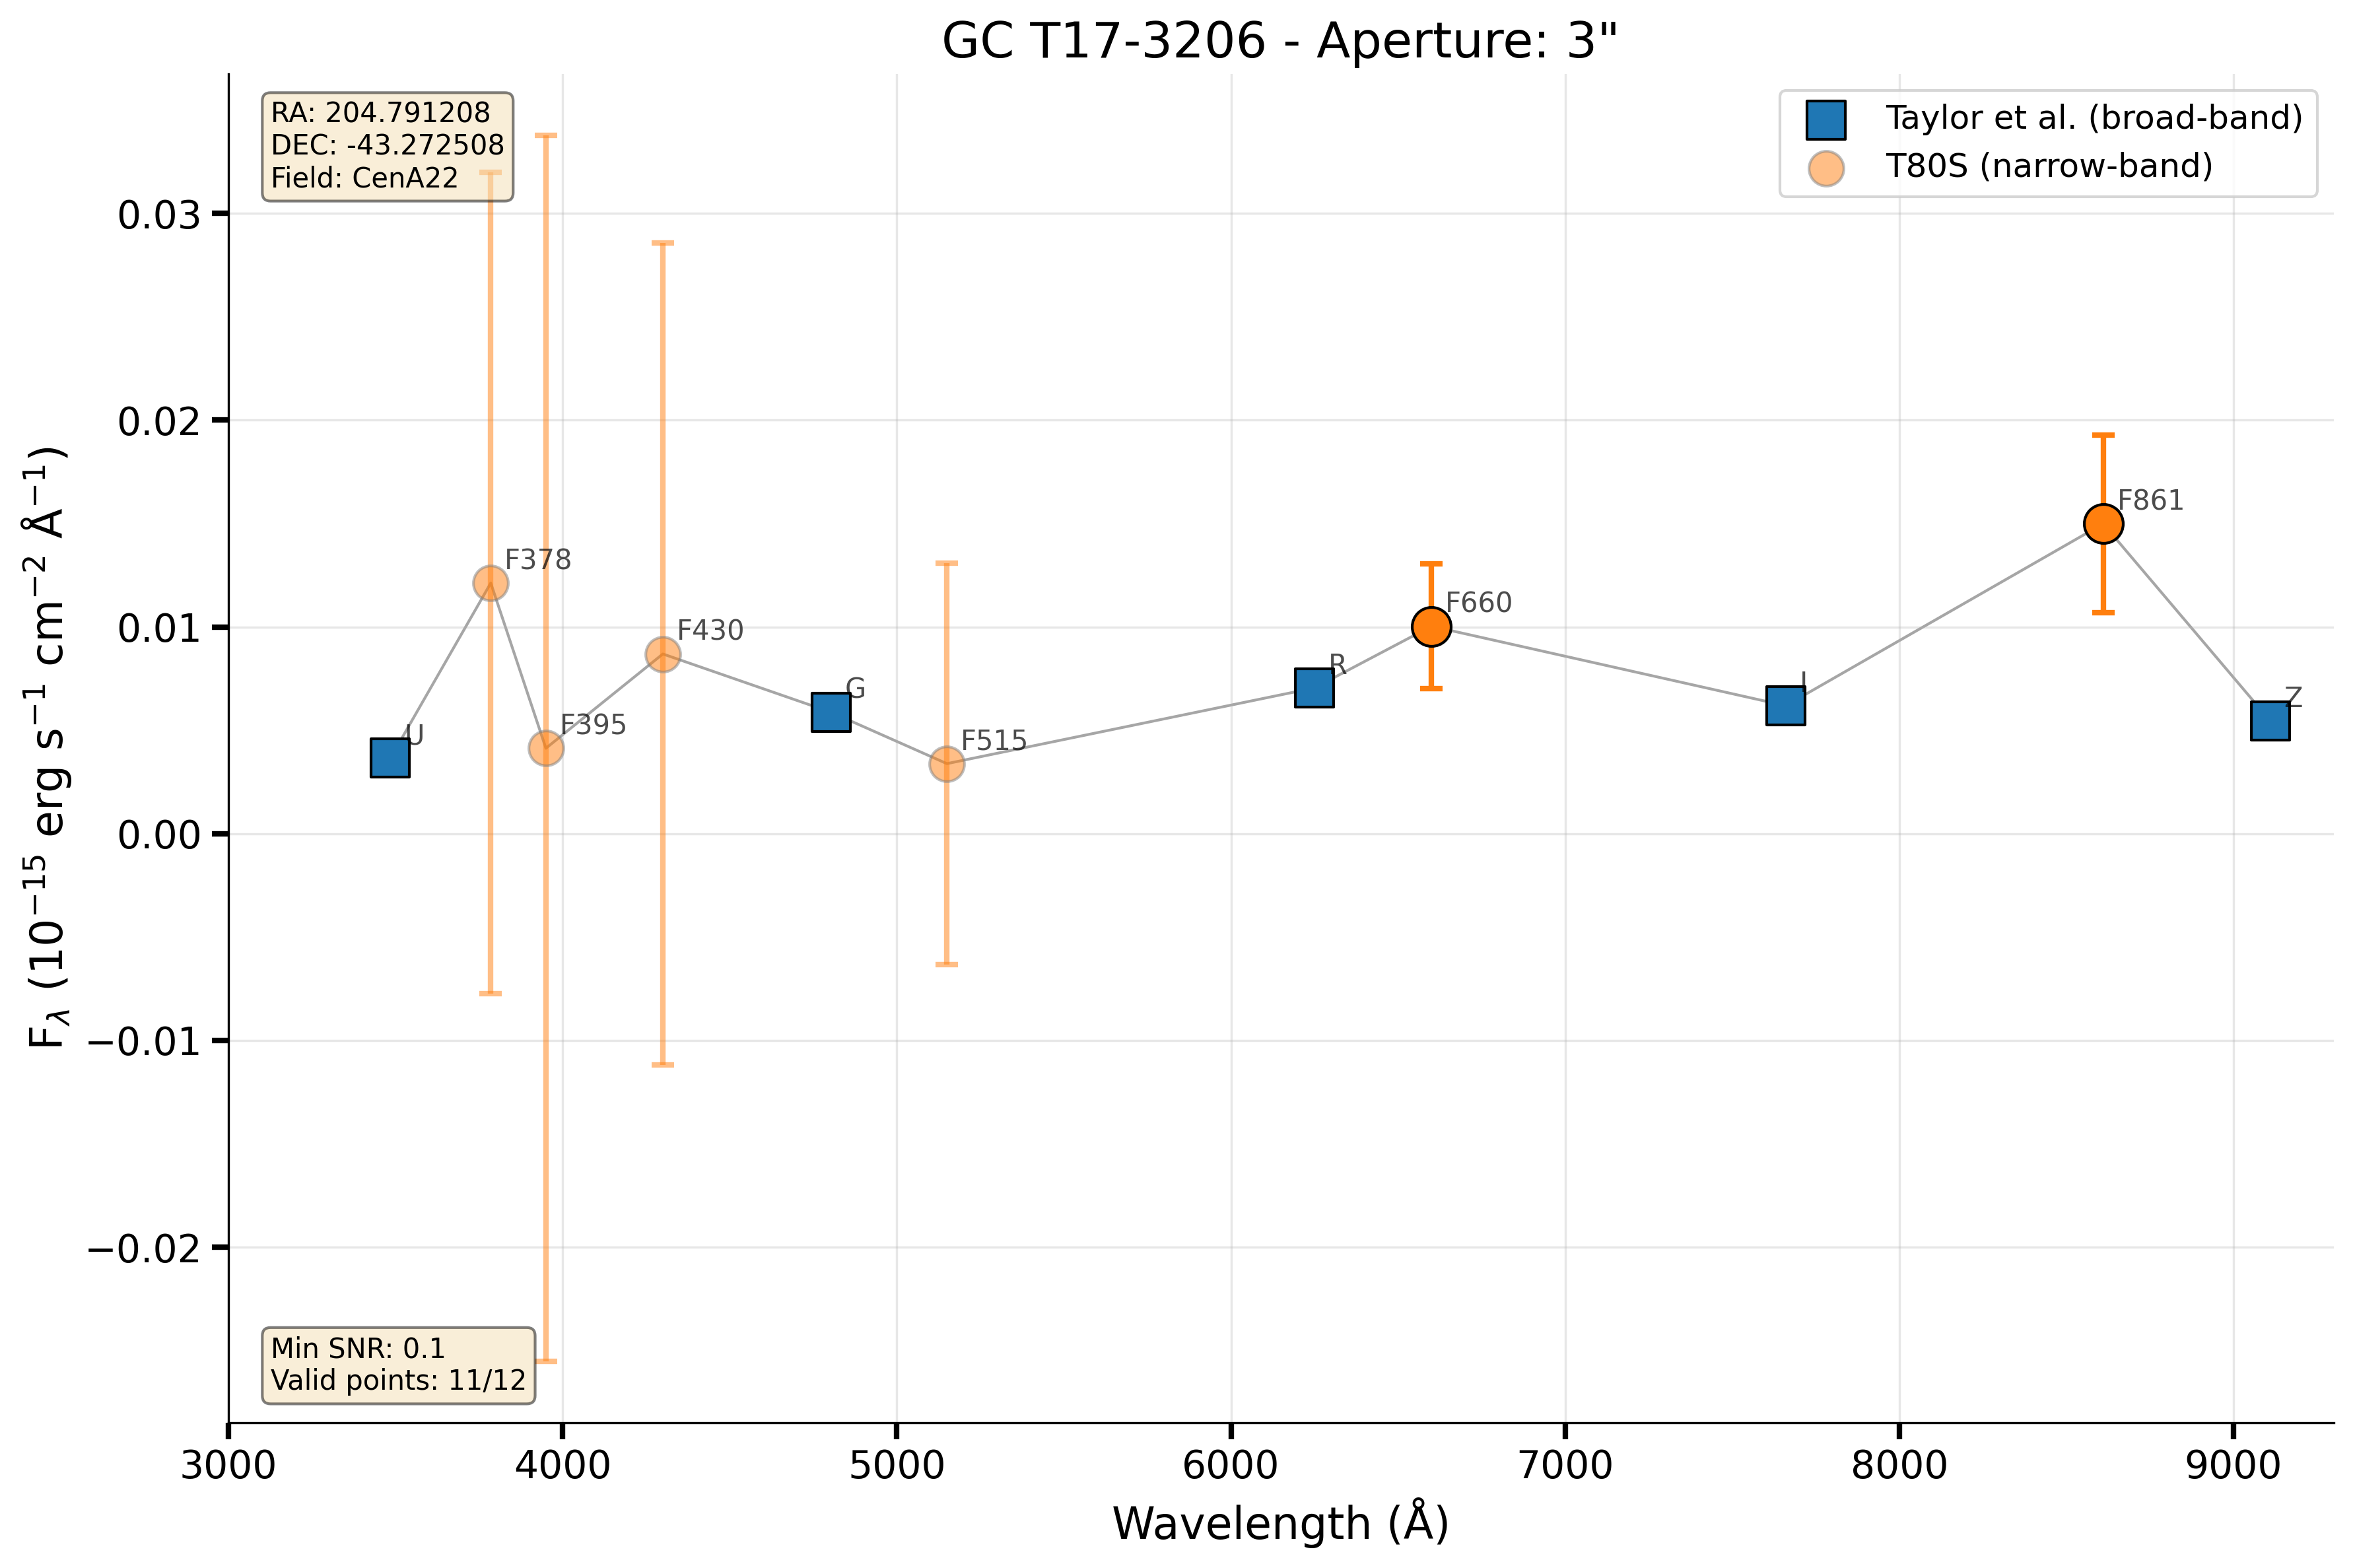 GC T17-3206 - Aperture: 3"
RA: 204.791208
DEC: -43.272508
Field: CenA22
Taylor et al. (broad-band)
T80S (narrow-band)
F_λ (10⁻¹⁵ erg s⁻¹ cm⁻² Å⁻¹)
0.03
0.02
0.01
0.00
−0.01
−0.02
U
F378
F395
F430
G
F515
R
F660
I
F861
Z
Min SNR: 0.1
Valid points: 11/12
3000 4000 5000 6000 7000 8000 9000
Wavelength (Å)